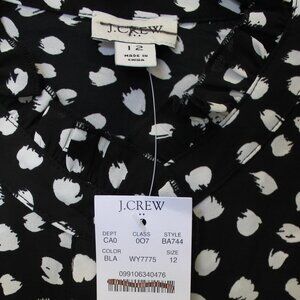 J.CREW
12
MADE IN
CHINA
J.CREW
DEPT CLASS STYLE
CA0 007 BA744
COLOR SIZE
BLA WY7775 12
099106340476